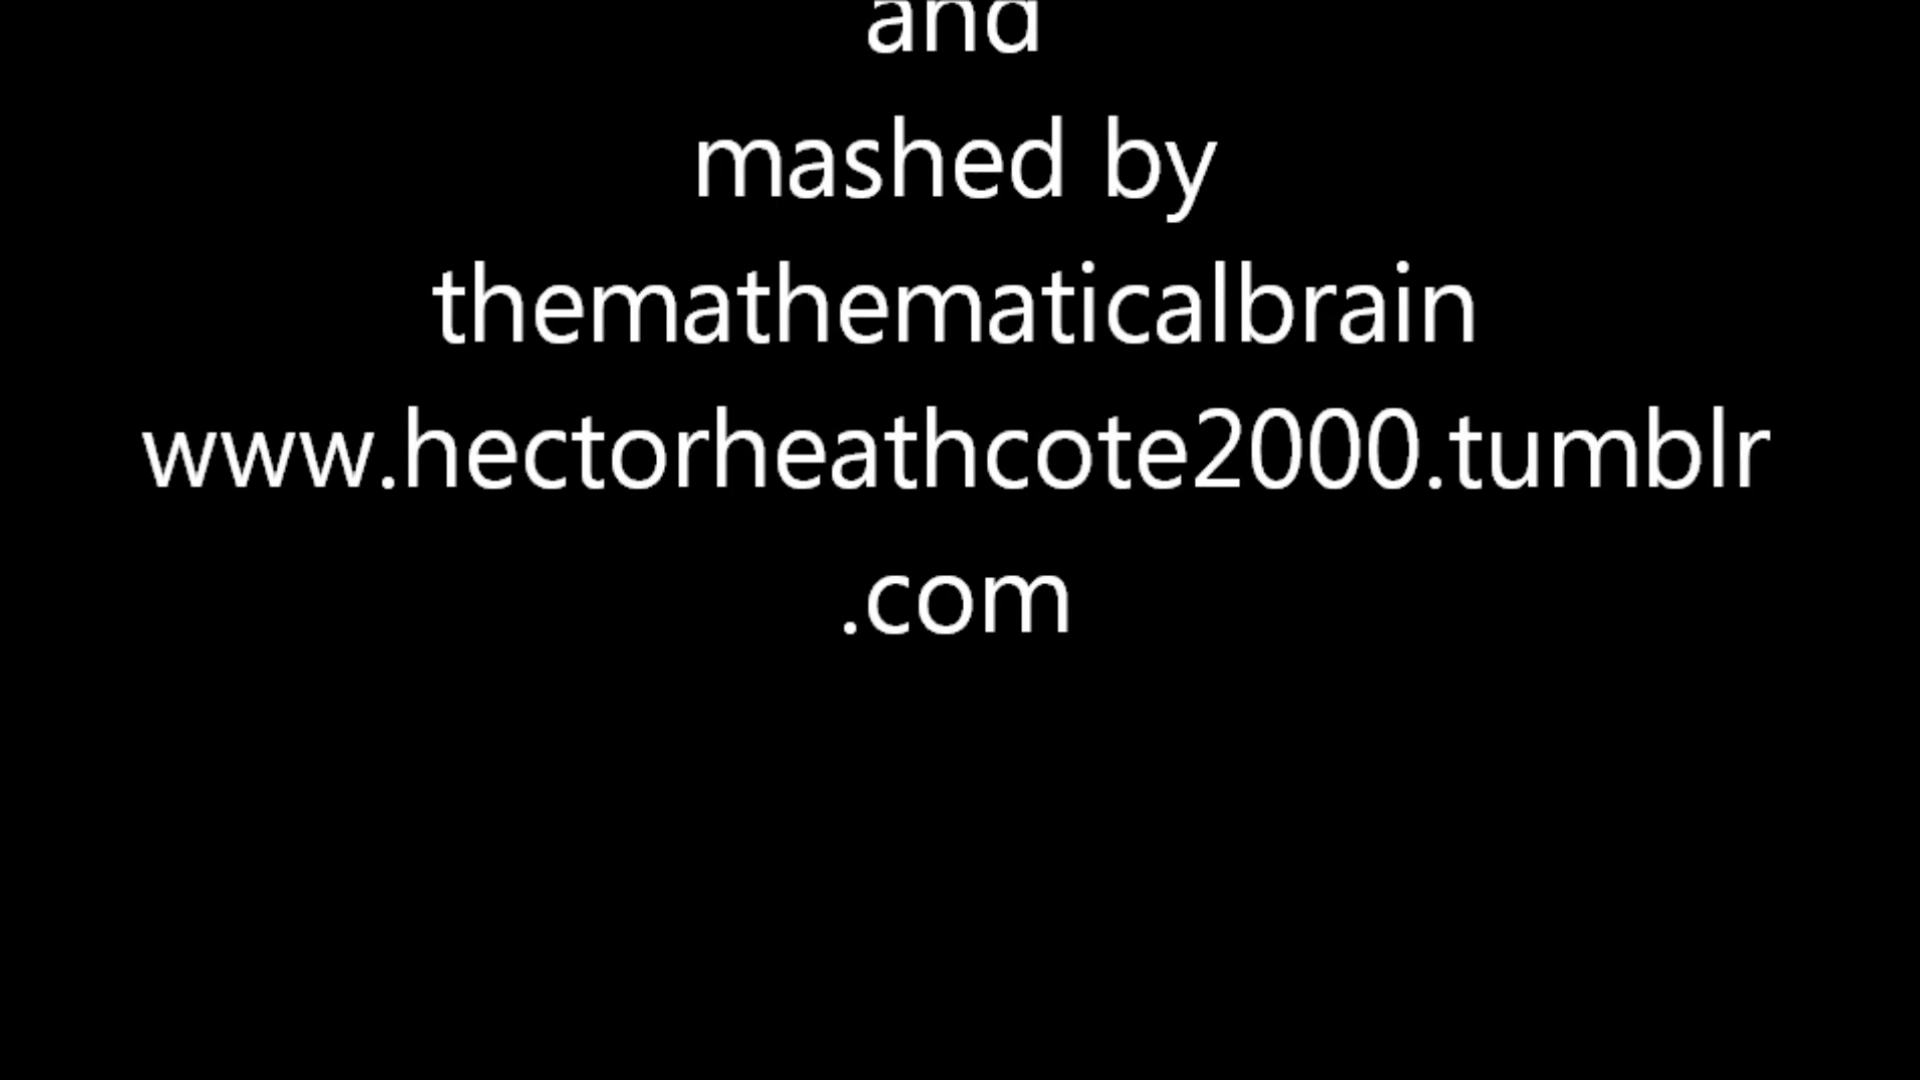 and
mashed by
themathematicalbrain
www.hectorheathcote2000.tumblr
.com